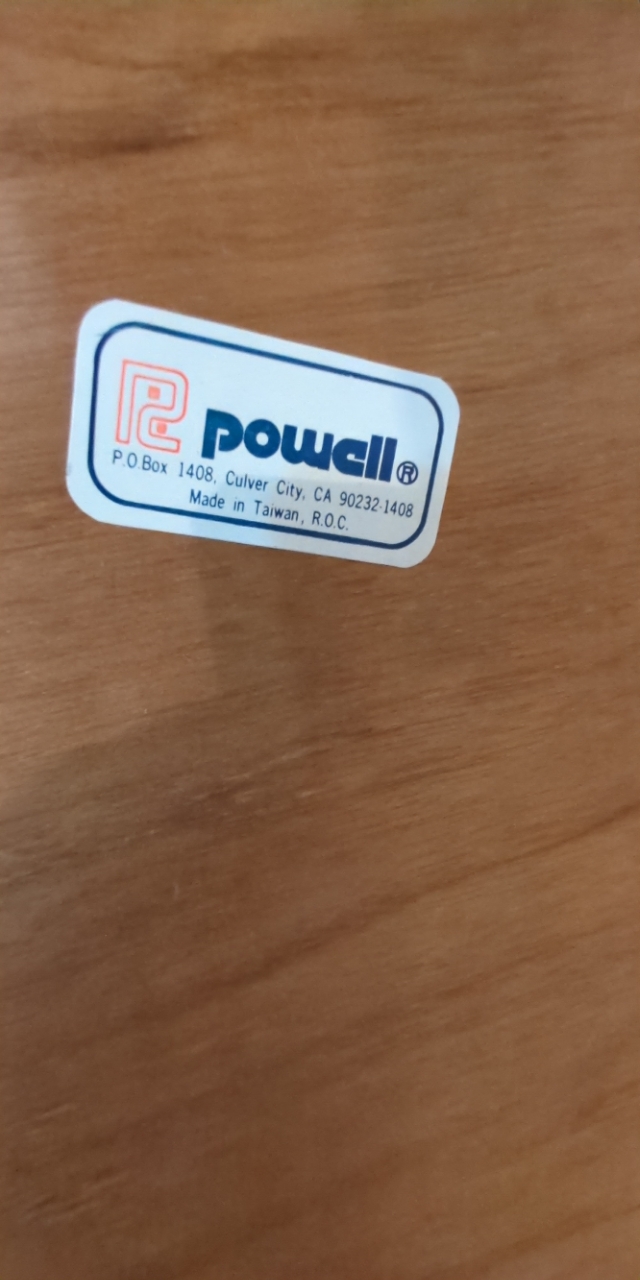 powell®
P.O.Box 1408, Culver City, CA 90232-1408
Made in Taiwan, R.O.C.